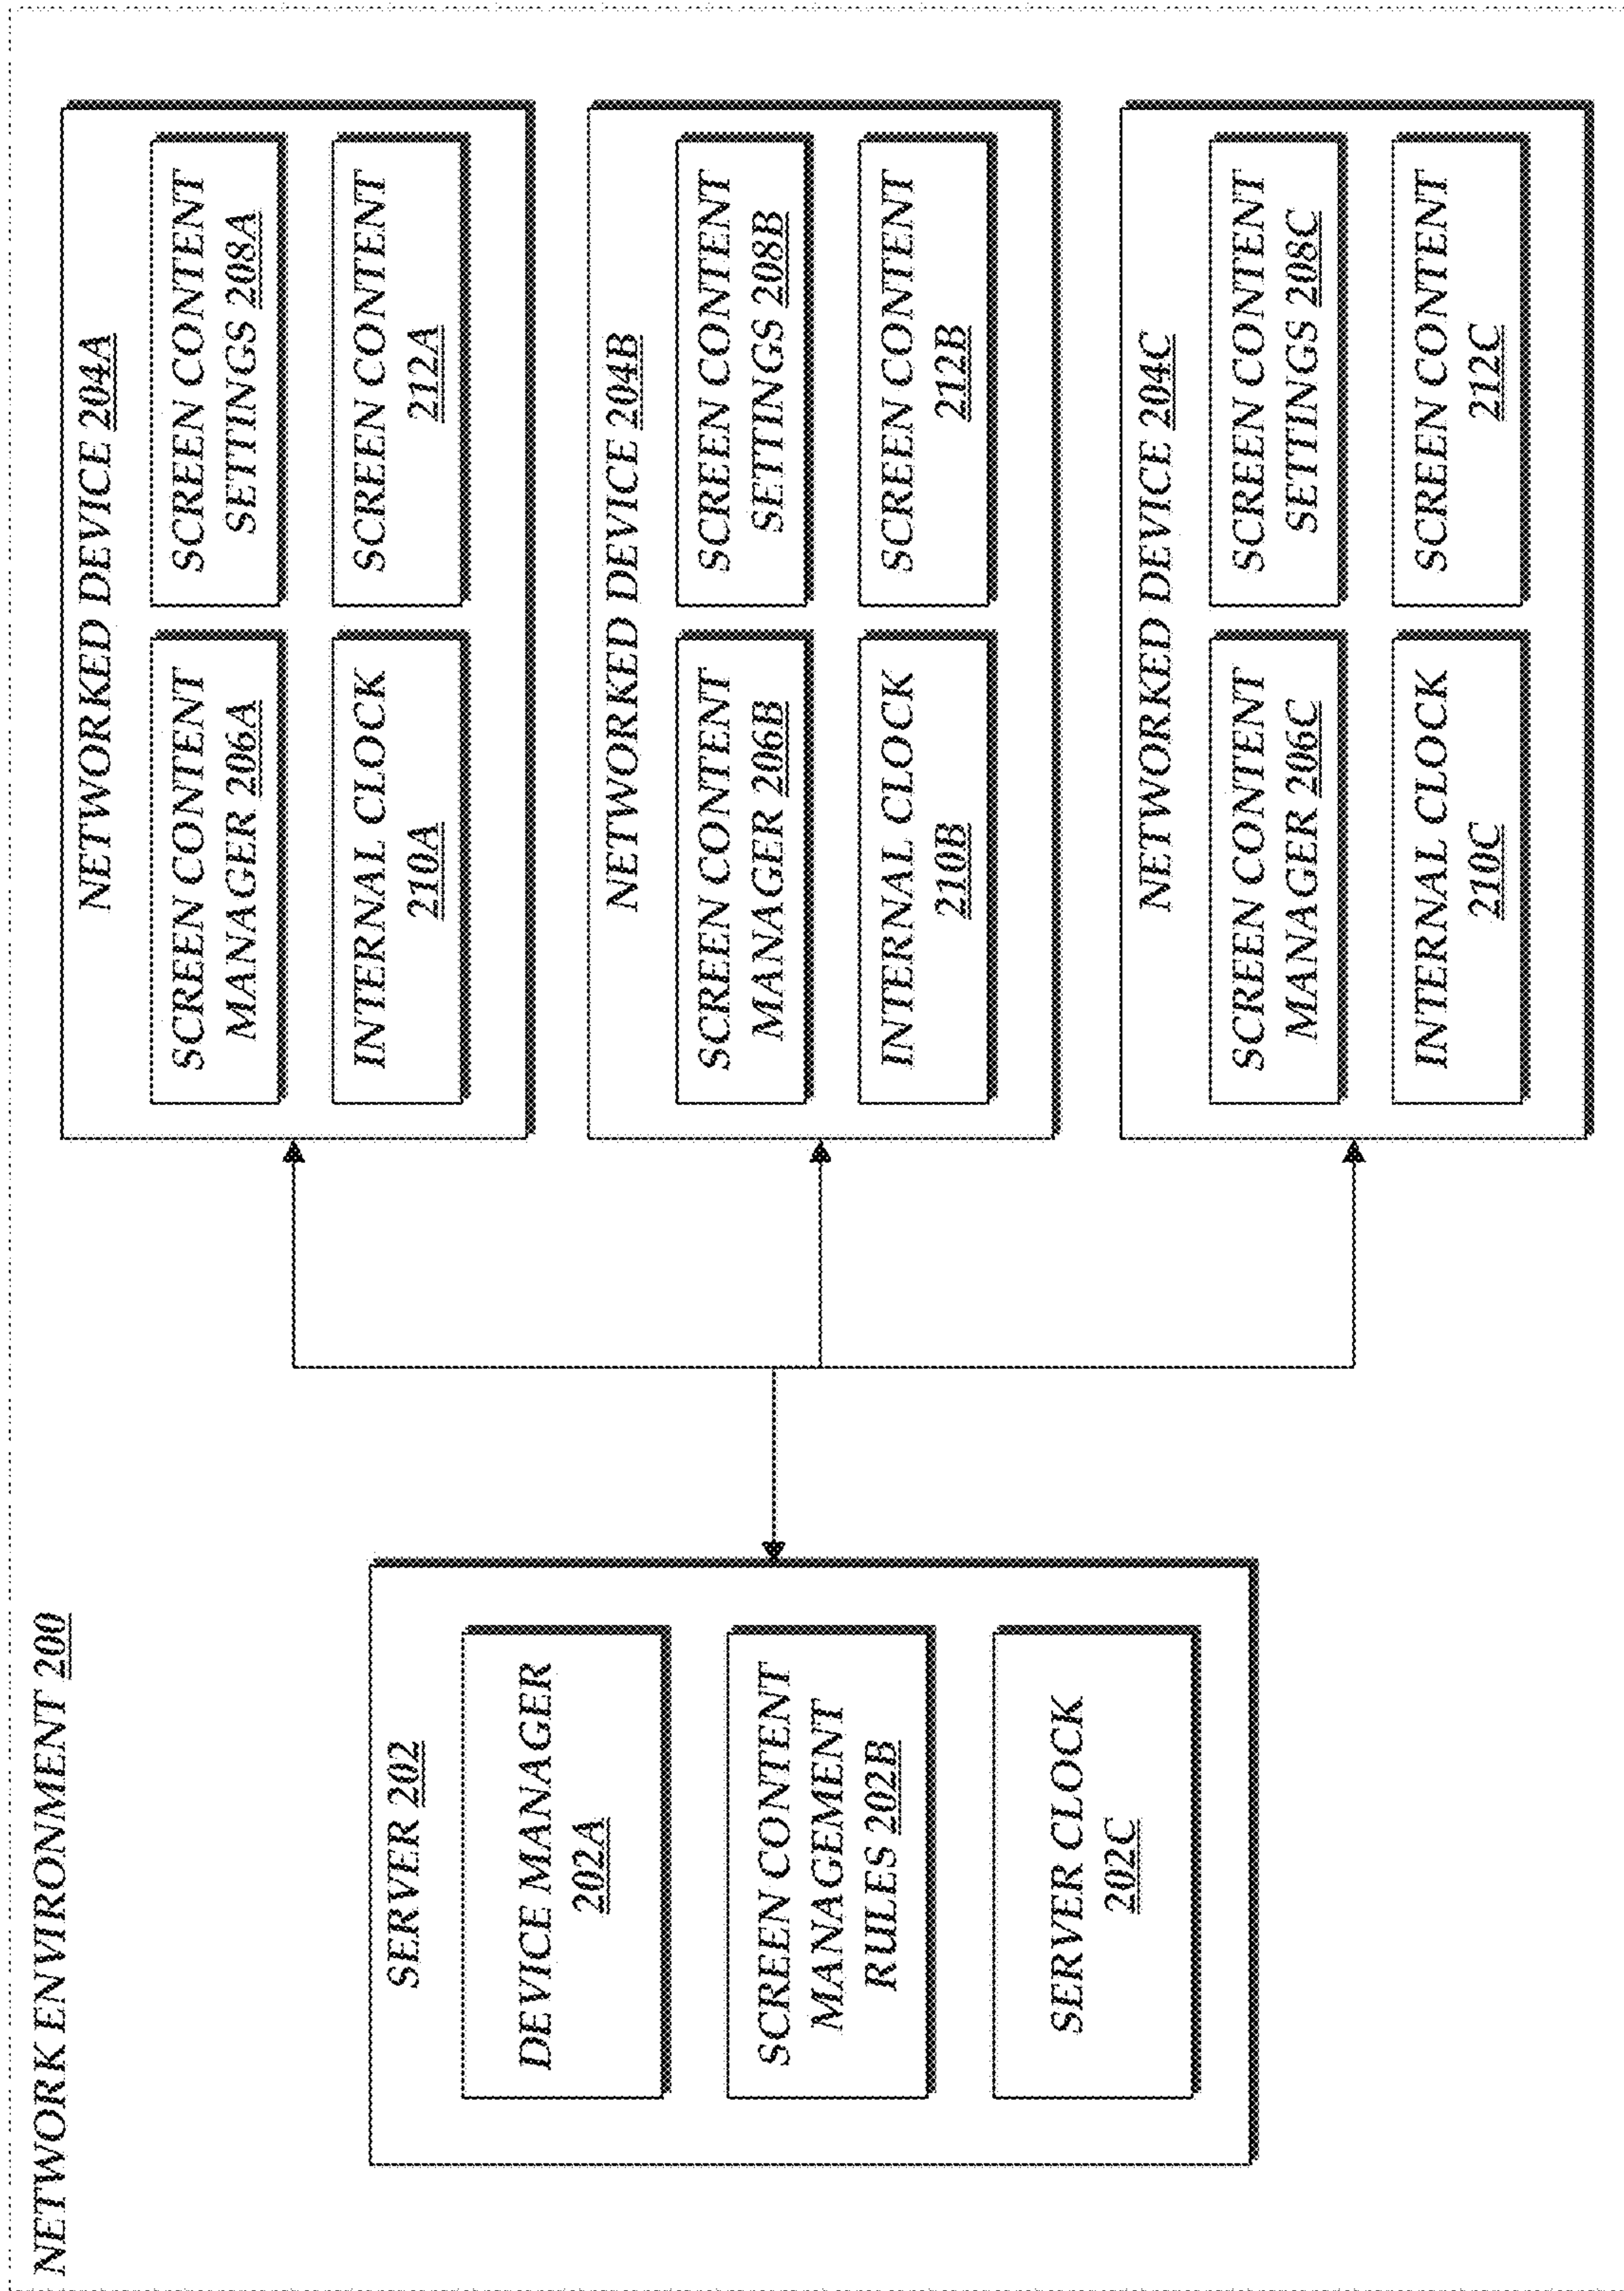 NETWORK ENVIRONMENT 200
SERVER 202
DEVICE MANAGER
202A
SCREEN CONTENT
MANAGEMENT
RULES 202B
SERVER CLOCK
202C
NETWORKED DEVICE 204A
SCREEN CONTENT
MANAGER 206A
SCREEN CONTENT
SETTINGS 208A
INTERNAL CLOCK
210A
SCREEN CONTENT
212A
NETWORKED DEVICE 204B
SCREEN CONTENT
MANAGER 206B
SCREEN CONTENT
SETTINGS 208B
INTERNAL CLOCK
210B
SCREEN CONTENT
212B
NETWORKED DEVICE 204C
SCREEN CONTENT
MANAGER 206C
SCREEN CONTENT
SETTINGS 208C
INTERNAL CLOCK
210C
SCREEN CONTENT
212C